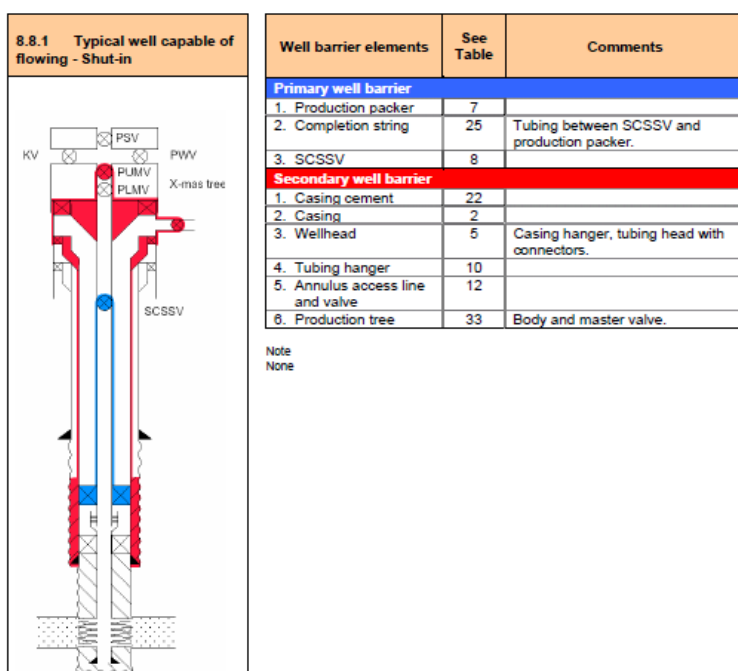 8.8.1 Typical well capable of
flowing - Shut-in
PSV
KV
PWV
PUMV
PLMV
X-mas tree
SCSSV
Well barrier elements
See
Table
Comments
Primary well barrier
1. Production packer 7
2. Completion string 25 Tubing between SCSSV and
production packer.
3. SCSSV 8
Secondary well barrier
1. Casing cement 22
2. Casing 2
3. Wellhead 5 Casing hanger, tubing head with
connectors.
4. Tubing hanger 10
5. Annulus access line 12
and valve
6. Production tree 33 Body and master valve.
Note
None